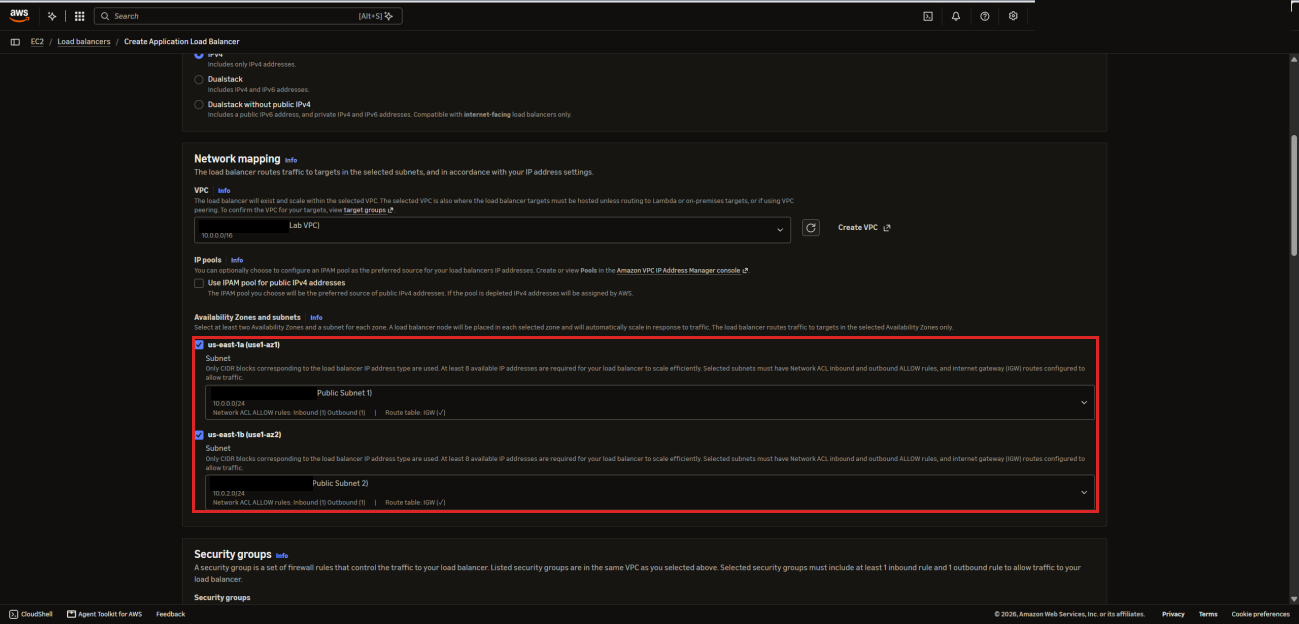 aws
Search [Alt+S]
EC2 / Load balancers / Create Application Load Balancer
IPv4
Includes only IPv4 addresses.
Dualstack
Includes IPv4 and IPv6 addresses.
Dualstack without public IPv4
Includes a public IPv6 address, and private IPv4 and IPv6 addresses. Compatible with internet-facing load balancers only.
Network mapping Info
The load balancer routes traffic to targets in the selected subnets, and in accordance with your IP address settings.
VPC | Info
The load balancer will exist and scale within the selected VPC. The selected VPC is also where the load balancer targets must be hosted unless routing to Lambda or on-premises targets, or if using VPC
peering. To confirm the VPC for your targets, view target groups
Lab VPC)
10.0.0.0/16
Create VPC
IP pools | Info
You can optionally choose to configure an IPAM pool as the preferred source for your load balancers IP addresses. Create or view Pools in the Amazon VPC IP Address Manager console
Use IPAM pool for public IPv4 addresses
The IPAM pool you choose will be the preferred source of public IPv4 addresses. If the pool is depleted IPv4 addresses will be assigned by AWS.
Availability Zones and subnets | Info
Select at least two Availability Zones and a subnet for each zone. A load balancer node will be placed in each selected zone and will automatically scale in response to traffic. The load balancer routes traffic to targets in the selected Availability Zones only.
us-east-1a (use1-az1)
Subnet
Only CIDR blocks corresponding to the load balancer IP address type are used. At least 8 available IP addresses are required for your load balancer to scale efficiently. Selected subnets must have Network ACL inbound and outbound ALLOW rules, and internet gateway (IGW) routes configured to
allow traffic.
Public Subnet 1)
10.0.0.0/24
Network ACL ALLOW rules: Inbound (1) Outbound (1) | Route table: IGW (✓)
us-east-1b (use1-az2)
Subnet
Only CIDR blocks corresponding to the load balancer IP address type are used. At least 8 available IP addresses are required for your load balancer to scale efficiently. Selected subnets must have Network ACL inbound and outbound ALLOW rules, and internet gateway (IGW) routes configured to
allow traffic.
Public Subnet 2)
10.0.2.0/24
Network ACL ALLOW rules: Inbound (1) Outbound (1) | Route table: IGW (✓)
Security groups Info
A security group is a set of firewall rules that control the traffic to your load balancer. Listed security groups are in the same VPC as you selected above. Selected security groups must include at least 1 inbound rule and 1 outbound rule to allow traffic to your
load balancer.
Security groups
CloudShell Agent Toolkit for AWS Feedback © 2026, Amazon Web Services, Inc. or its affiliates. Privacy Terms Cookie preferences